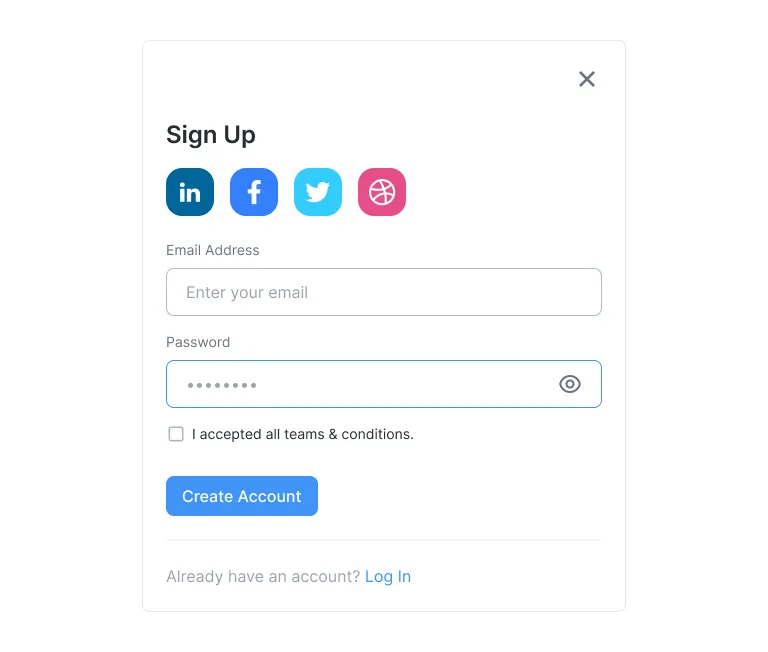 Sign Up
in
Email Address
Enter your email
Password
I accepted all teams & conditions.
Create Account
Already have an account? Log In